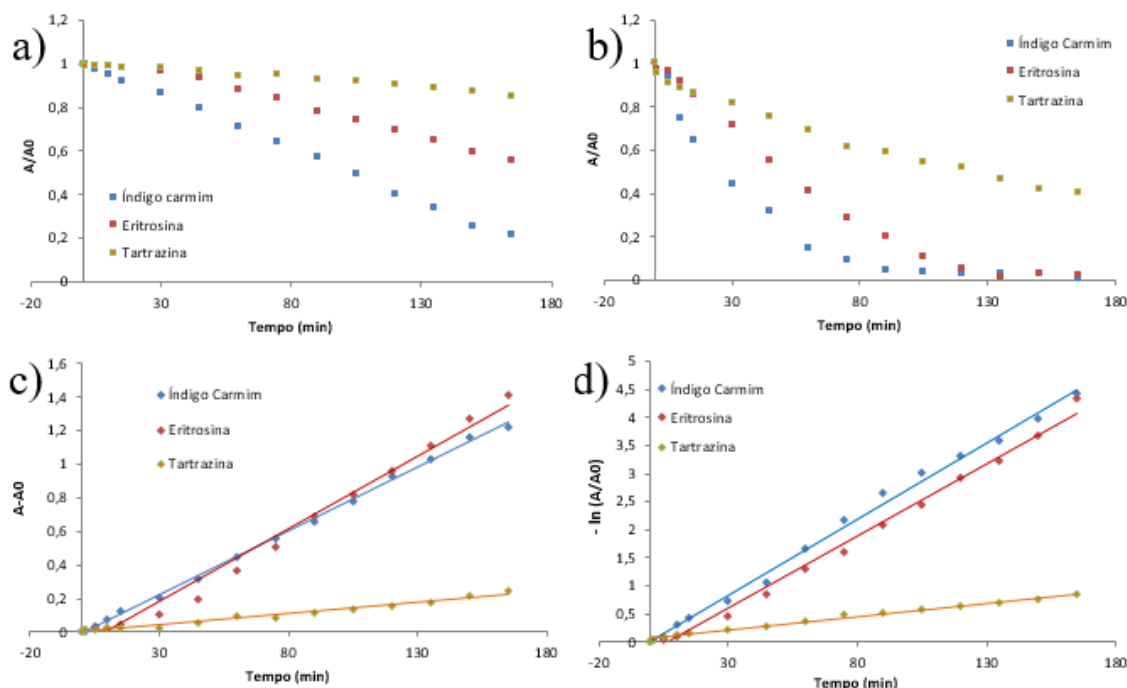 a)
1,2
1
0,8
0,6
0,4
0,2
0
A/A0
Índigo carmim
Eritrosina
Tartrazina
-20
30
80
130
180
Tempo (min)
b)
1,2
1
0,8
0,6
0,4
0,2
0
A/A0
Índigo Carmim
Eritrosina
Tartrazina
-20
30
80
130
180
Tempo (min)
c)
1,6
1,4
1,2
1
0,8
0,6
0,4
0,2
0
A-A0
Índigo Carmim
Eritrosina
Tartrazina
-20
30
80
130
180
Tempo (min)
d)
5
4,5
4
3,5
3
2,5
2
1,5
1
0,5
0
- ln (A/A0)
Índigo Carmim
Eritrosina
Tartrazina
-20
30
80
130
180
Tempo (min)